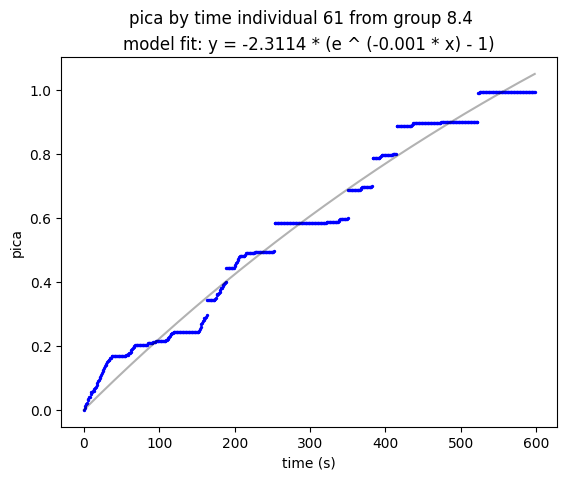 pica by time individual 61 from group 8.4
model fit: y = -2.3114 * (e ^ (-0.001 * x) - 1)
1.0
0.8
0.6
0.4
0.2
0.0
pica
0 100 200 300 400 500 600
time (s)